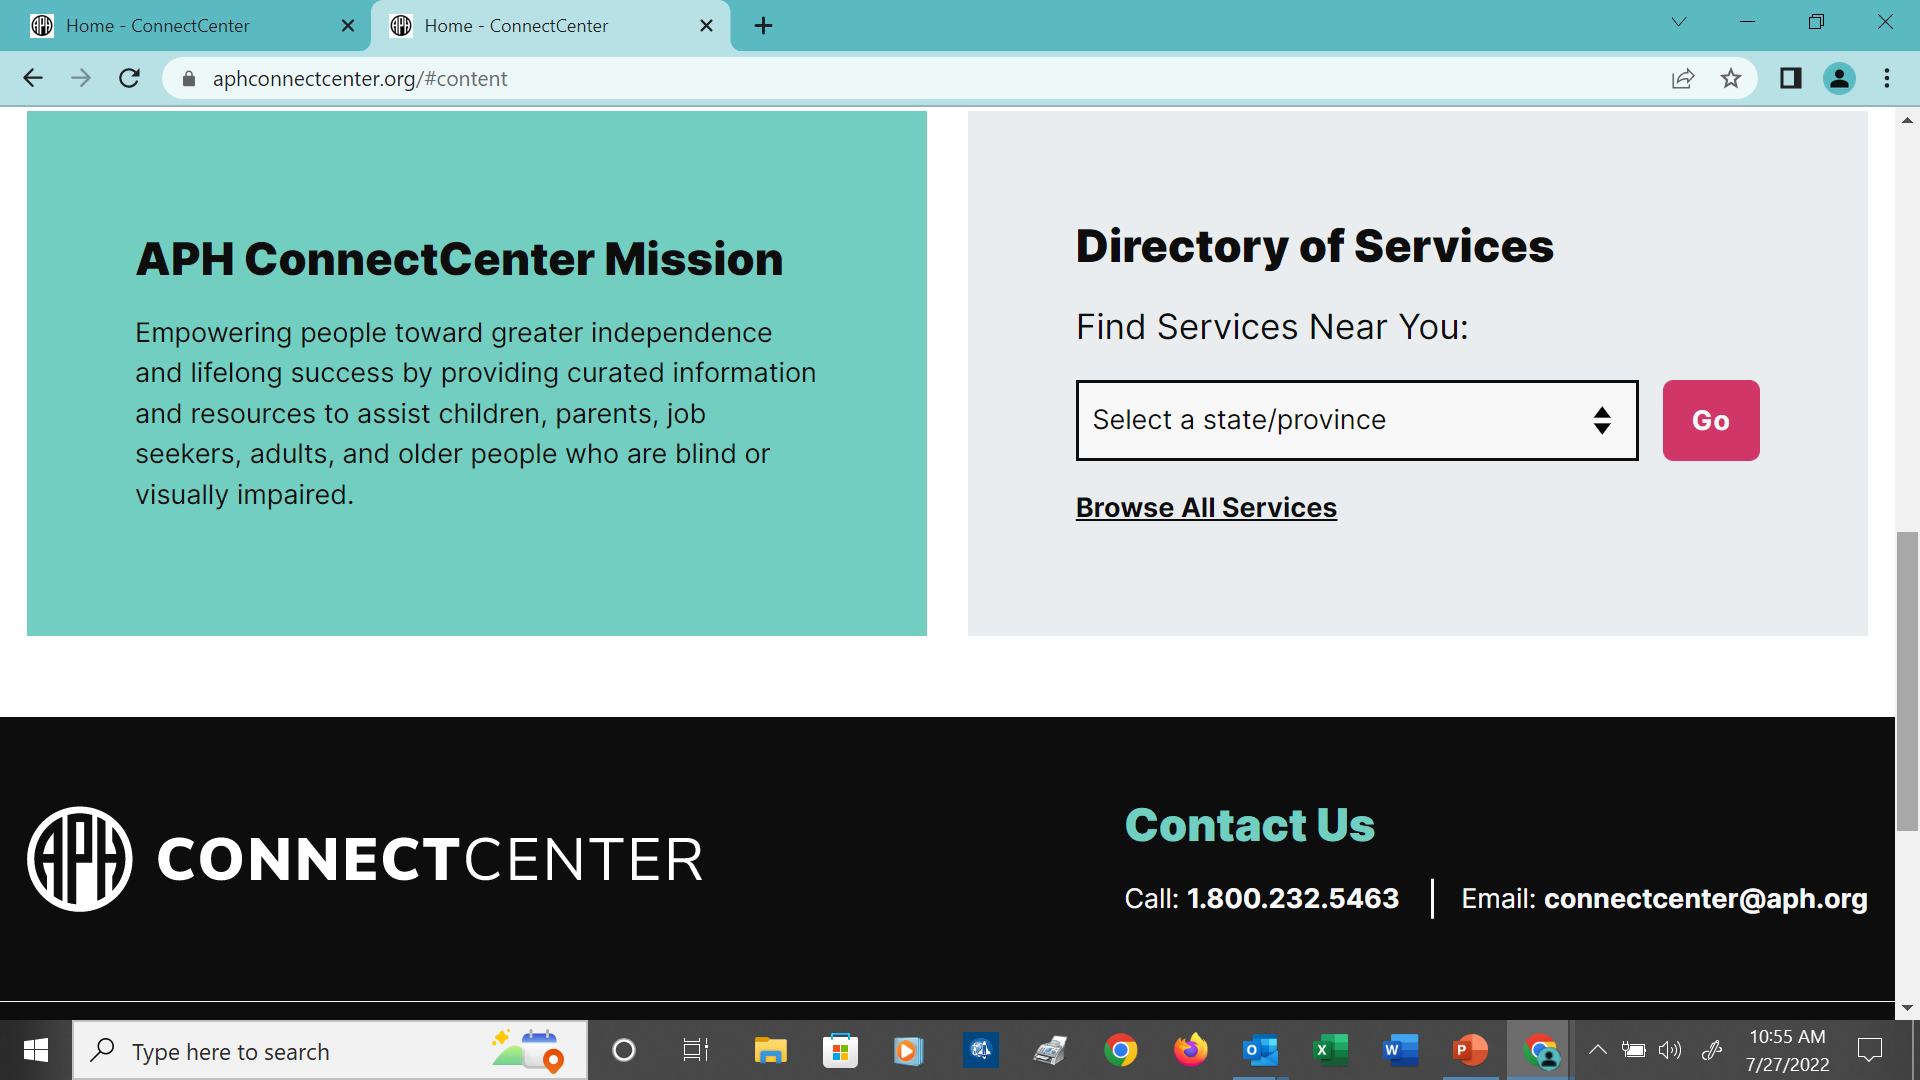 Home - ConnectCenter
Home - ConnectCenter
aphconnectcenter.org/#content
APH ConnectCenter Mission
Empowering people toward greater independence
and lifelong success by providing curated information
and resources to assist children, parents, job
seekers, adults, and older people who are blind or
visually impaired.
Directory of Services
Find Services Near You:
Select a state/province
Go
Browse All Services
APH CONNECTCENTER
Contact Us
Call: 1.800.232.5463 | Email: connectcenter@aph.org
Type here to search
10:55 AM
7/27/2022